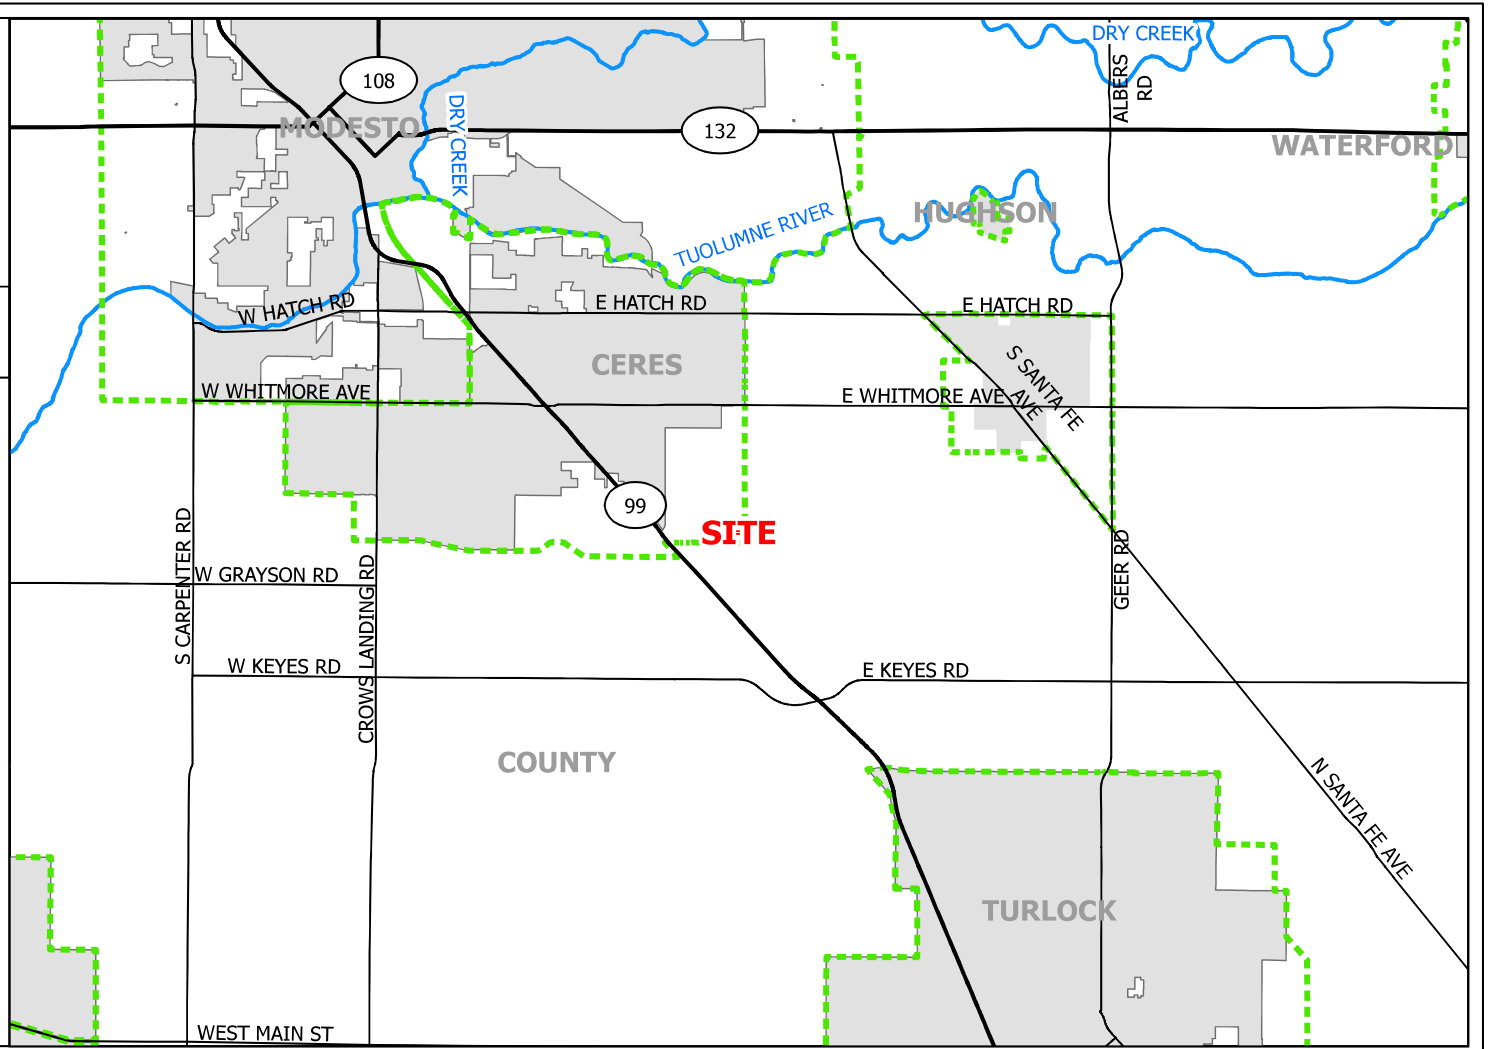 DRY CREEK
108
ALBERS
RD
MODESTO
DRY CREEK
132
WATERFORD
HUGHSON
TUOLUMNE RIVER
W HATCH RD
E HATCH RD
E HATCH RD
CERES
S SANTA FE
AVE
W WHITMORE AVE
E WHITMORE AVE
99
SITE
S CARPENTER RD
W GRAYSON RD
CROWS LANDING RD
GEER RD
W KEYES RD
E KEYES RD
COUNTY
N SANTA FE AVE
TURLOCK
WEST MAIN ST